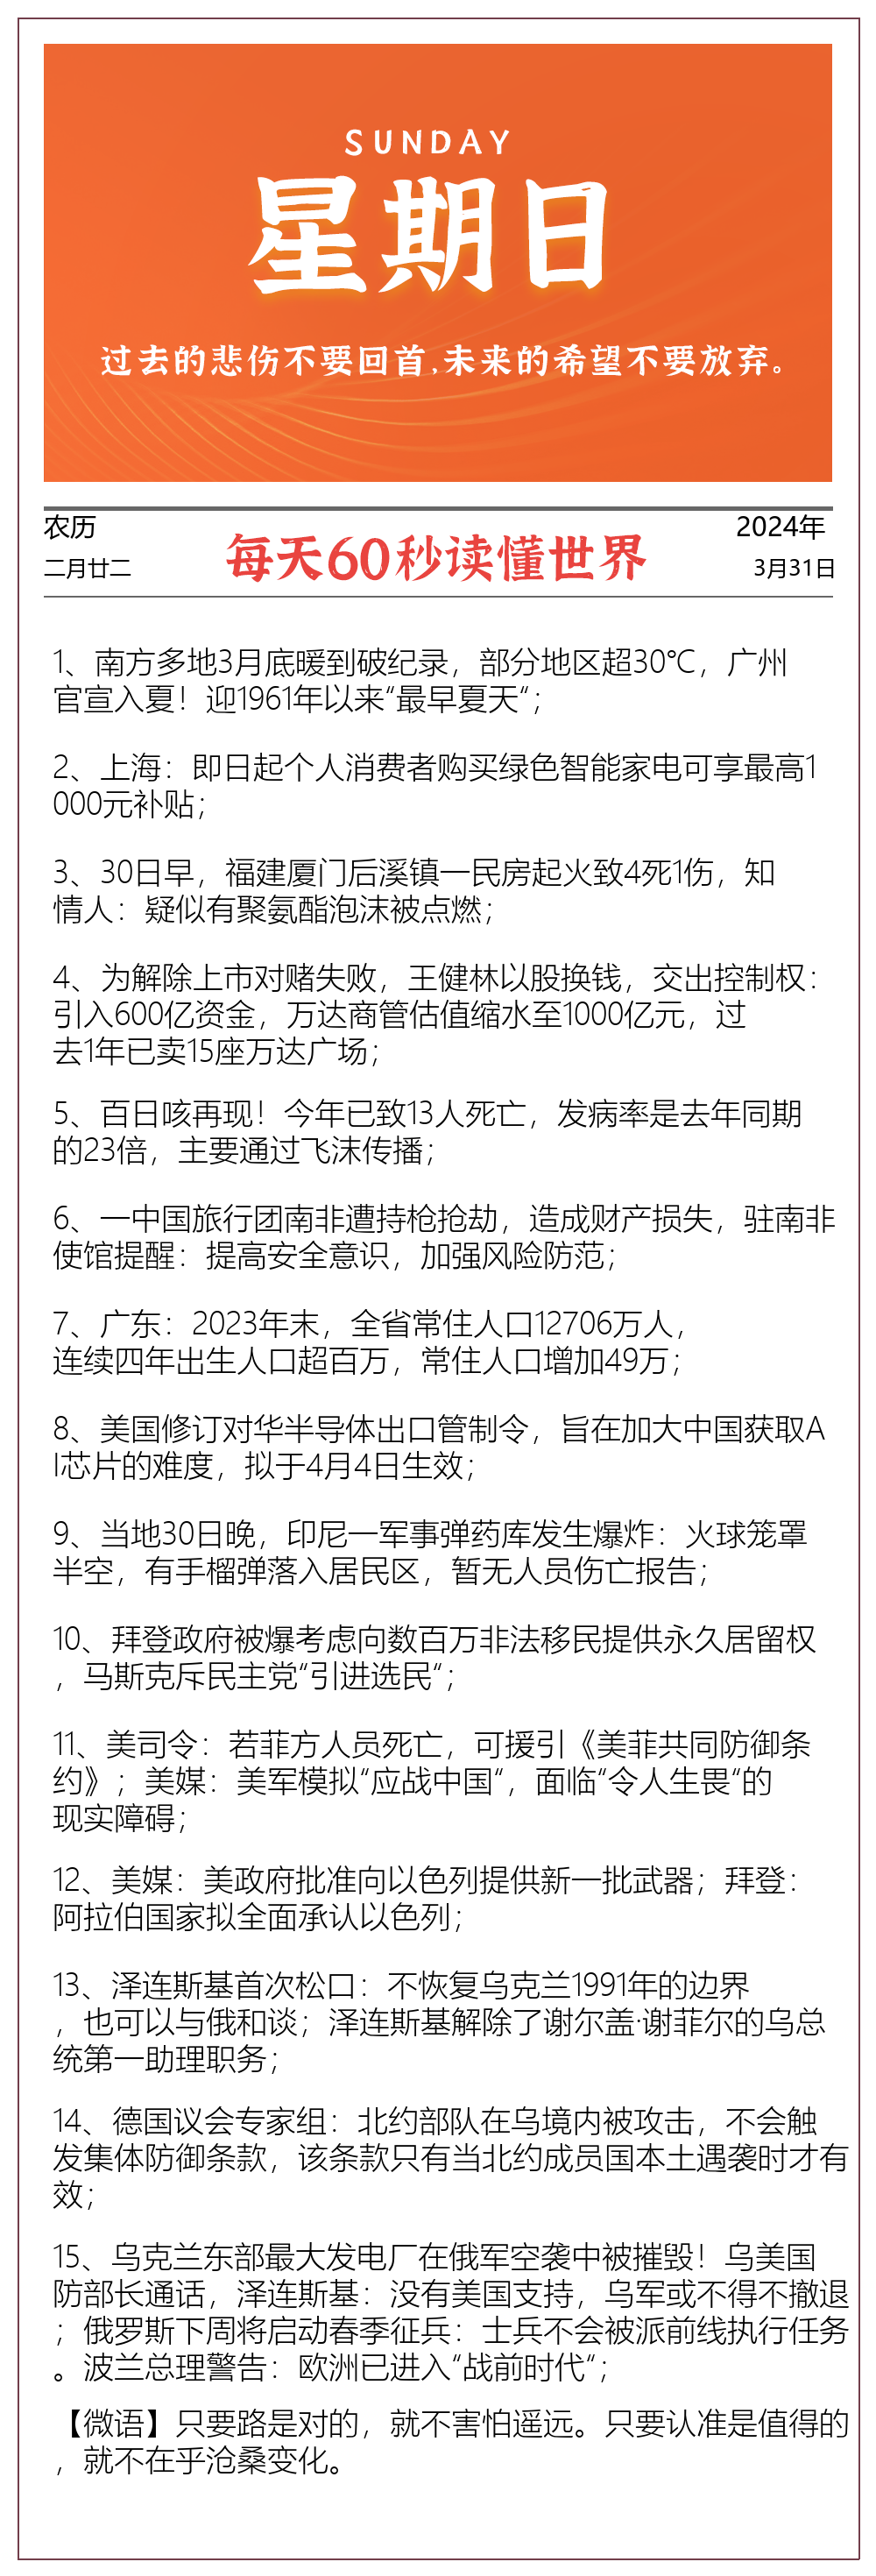 SUNDAY
星期日
过去的悲伤不要回首,未来的希望不要放弃。
农历
2024年
每天60秒读懂世界
二月廿二
3月31日
1、南方多地3月底暖到破纪录，部分地区超30℃，广州
官宣入夏！迎1961年以来“最早夏天“；
2、上海：即日起个人消费者购买绿色智能家电可享最高1
000元补贴；
3、30日早，福建厦门后溪镇一民房起火致4死1伤，知
情人：疑似有聚氨酯泡沫被点燃；
4、为解除上市对赌失败，王健林以股换钱，交出控制权：
引入600亿资金，万达商管估值缩水至1000亿元，过
去1年已卖15座万达广场；
5、百日咳再现！今年已致13人死亡，发病率是去年同期
的23倍，主要通过飞沫传播；
6、一中国旅行团南非遭持枪抢劫，造成财产损失，驻南非
使馆提醒：提高安全意识，加强风险防范；
7、广东：2023年末，全省常住人口12706万人，
连续四年出生人口超百万，常住人口增加49万；
8、美国修订对华半导体出口管制令，旨在加大中国获取A
I芯片的难度，拟于4月4日生效；
9、当地30日晚，印尼一军事弹药库发生爆炸：火球笼罩
半空，有手榴弹落入居民区，暂无人员伤亡报告；
10、拜登政府被爆考虑向数百万非法移民提供永久居留权
，马斯克斥民主党“引进选民“；
11、美司令：若菲方人员死亡，可援引《美菲共同防御条
约》；美媒：美军模拟“应战中国“，面临“令人生畏“的
现实障碍；
12、美媒：美政府批准向以色列提供新一批武器；拜登：
阿拉伯国家拟全面承认以色列；
13、泽连斯基首次松口：不恢复乌克兰1991年的边界
，也可以与俄和谈；泽连斯基解除了谢尔盖·谢菲尔的乌总
统第一助理职务；
14、德国议会专家组：北约部队在乌境内被攻击，不会触
发集体防御条款，该条款只有当北约成员国本土遇袭时才有
效；
15、乌克兰东部最大发电厂在俄军空袭中被摧毁！乌美国
防部长通话，泽连斯基：没有美国支持，乌军或不得不撤退
；俄罗斯下周将启动春季征兵：士兵不会被派前线执行任务
。波兰总理警告：欧洲已进入“战前时代“；
【微语】只要路是对的，就不害怕遥远。只要认准是值得的
，就不在乎沧桑变化。